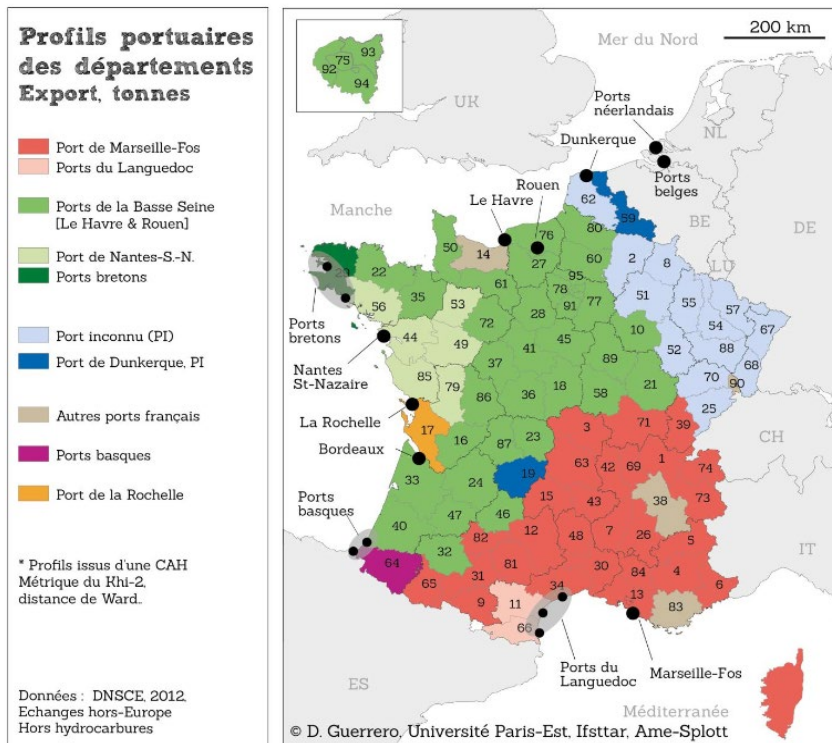 Profils portuaires
des départements
Export, tonnes
Port de Marseille-Fos
Ports du Languedoc
Ports de la Basse Seine
[Le Havre & Rouen]
Port de Nantes-S.-N.
Ports bretons
Port inconnu (PI)
Port de Dunkerque, PI
Autres ports français
Ports basques
Port de la Rochelle
* Profils issus d'une CAH
Métrique du Khi-2,
distance de Ward..
Données : DNSCE, 2012,
Echanges hors-Europe
Hors hydrocarbures
93
75
92
94
200 km
Mer du Nord
UK
Ports
néerlandais
NL
Dunkerque
Ports
belges
Rouen
Le Havre
Manche
BE
DE
LU
62
59
80
76
50
14
27
60
2
8
29
22
61
95
78
91
77
51
55
57
67
54
56
35
53
72
28
10
52
88
68
Ports
bretons
44
49
41
45
89
70
90
Nantes
St-Nazaire
37
25
85
79
86
36
18
58
21
La Rochelle
17
16
87
23
3
71
39
CH
Bordeaux
33
24
19
63
42
69
1
74
15
43
38
73
Ports
basques
40
47
46
12
48
7
26
5
64
32
82
81
30
84
4
6
65
31
9
11
34
13
83
66
IT
ES
Ports du
Languedoc
Marseille-Fos
Méditerranée
© D. Guerrero, Université Paris-Est, Ifsttar, Ame-Splott